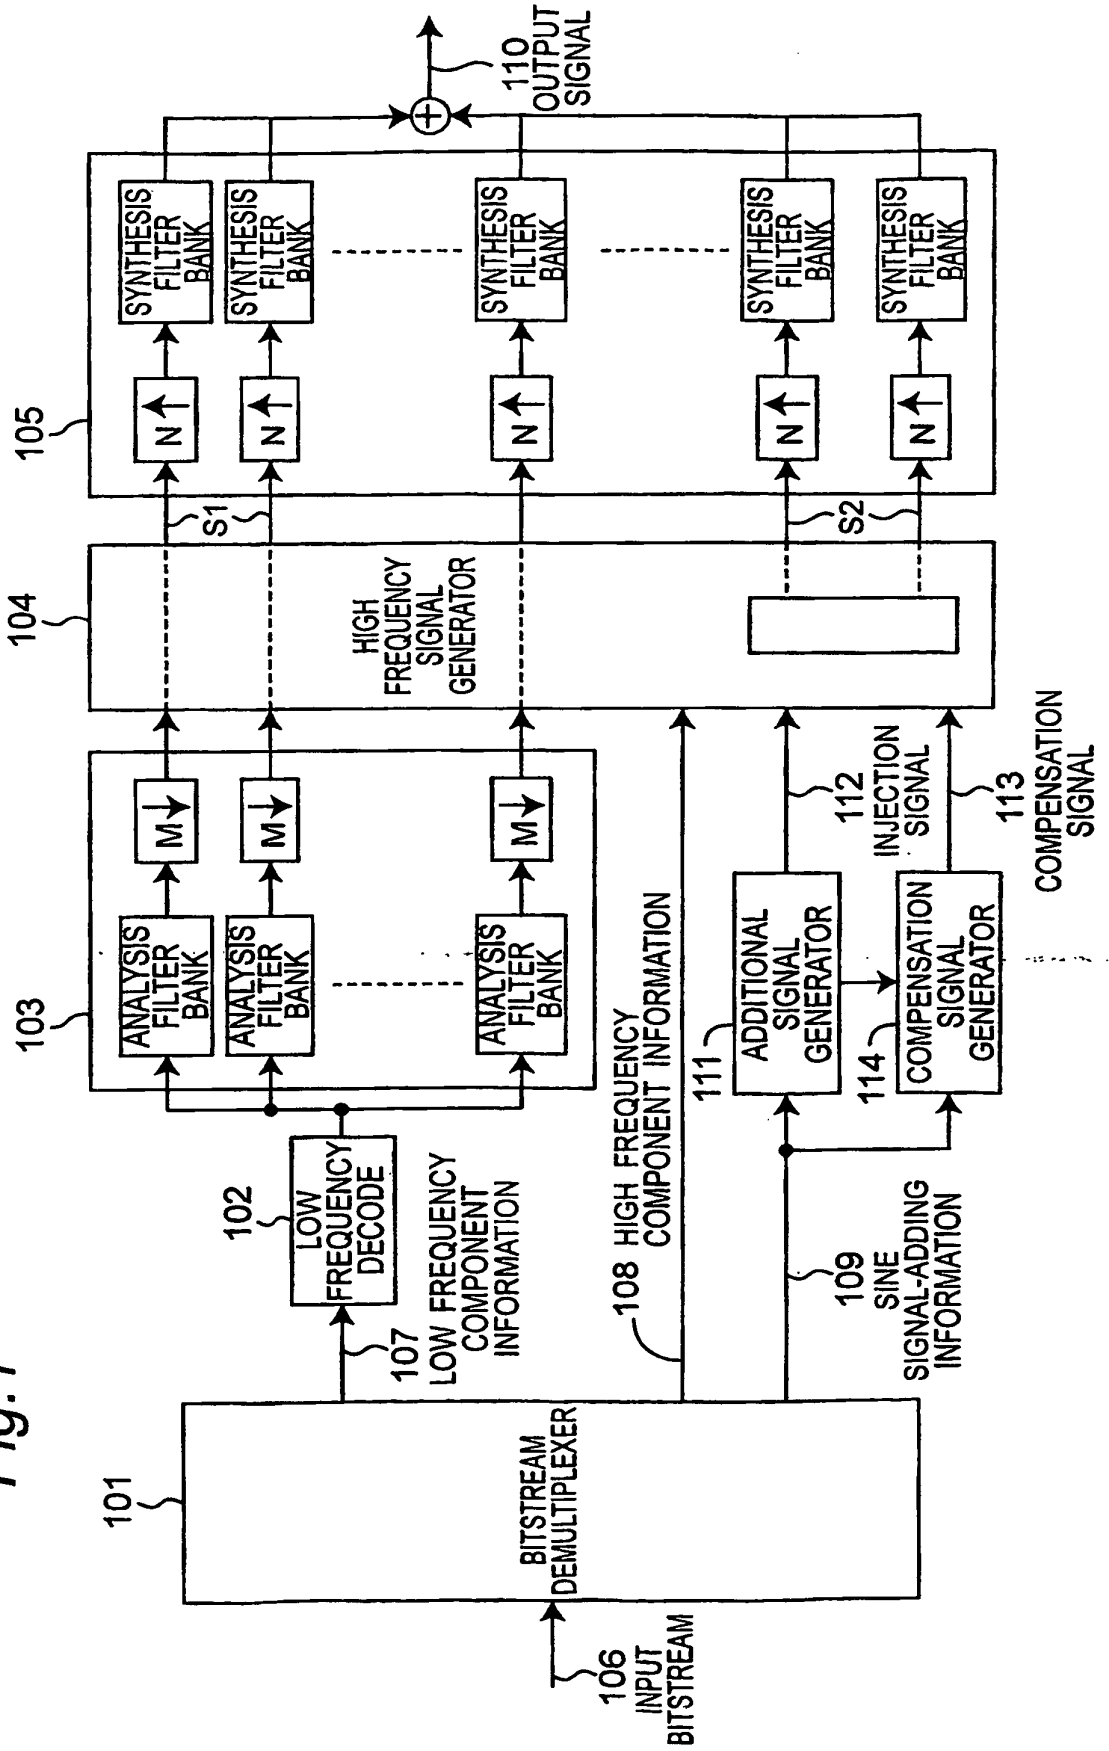 Fig.
101
BITSTREAM
DEMULTIPLEXER
106
INPUT
BITSTREAM
107
LOW FREQUENCY
COMPONENT
INFORMATION
102
LOW
FREQUENCY
DECODE
108 HIGH FREQUENCY
COMPONENT INFORMATION
109
SINE
SIGNAL-ADDING
INFORMATION
103
ANALYSIS
FILTER
BANK
M
ANALYSIS
FILTER
BANK
M
ANALYSIS
FILTER
BANK
M
111
ADDITIONAL
SIGNAL
GENERATOR
114
COMPENSATION
SIGNAL
GENERATOR
112
INJECTION
SIGNAL
113
COMPENSATION
SIGNAL
104
HIGH
FREQUENCY
SIGNAL
GENERATOR
S1
S2
105
N
SYNTHESIS
FILTER
BANK
N
SYNTHESIS
FILTER
BANK
N
SYNTHESIS
FILTER
BANK
N
SYNTHESIS
FILTER
BANK
N
SYNTHESIS
FILTER
BANK
110
OUTPUT
SIGNAL